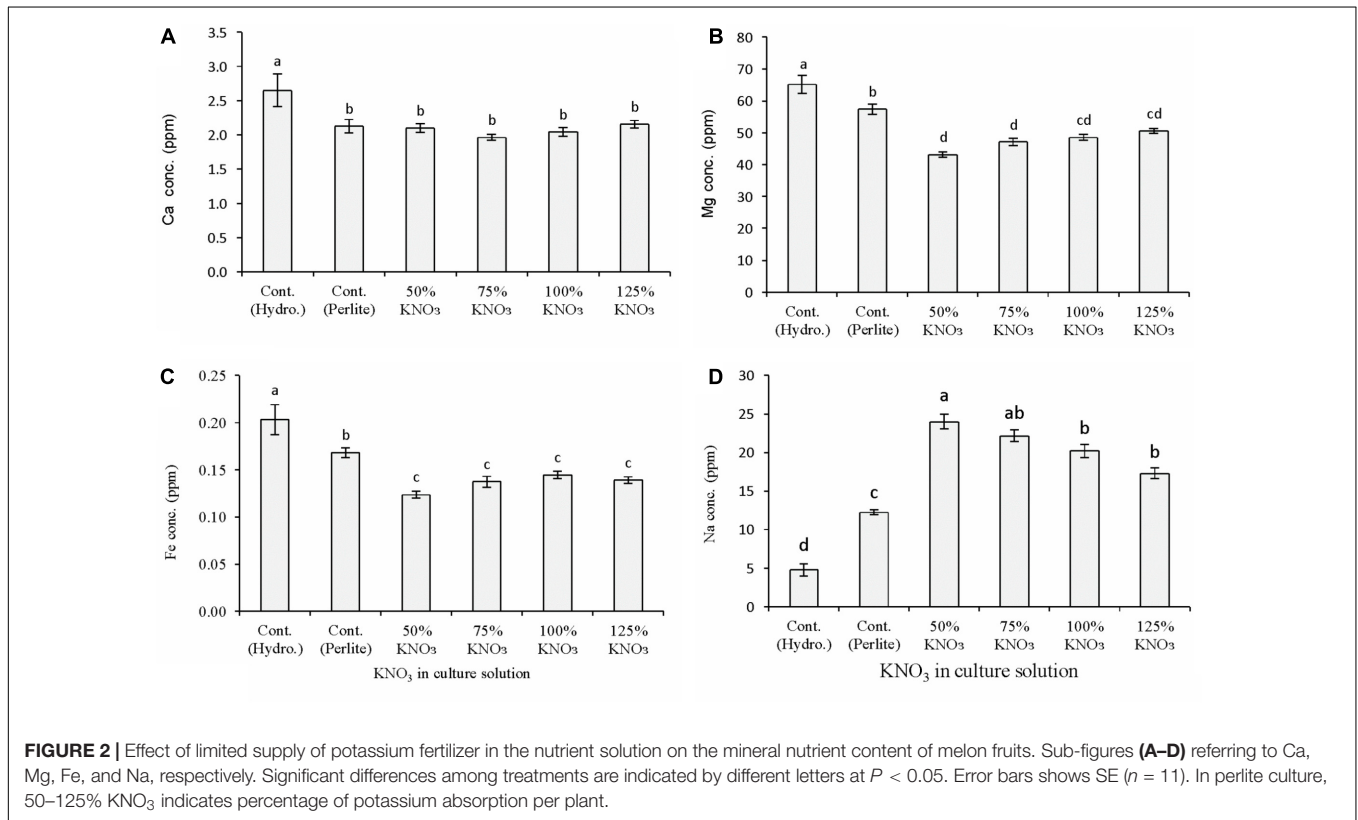 A
Ca conc. (ppm)
3.5
3.0
2.5
2.0
1.5
1.0
0.5
0.0
a
b
b
b
b
b
Cont. (Hydro.)
Cont. (Perlite)
50% KNO₃
75% KNO₃
100% KNO₃
125% KNO₃
B
Mg conc. (ppm)
80
70
60
50
40
30
20
10
0
a
b
d
d
cd
cd
Cont. (Hydro.)
Cont. (Perlite)
50% KNO₃
75% KNO₃
100% KNO₃
125% KNO₃
C
Fe conc. (ppm)
0.25
0.20
0.15
0.10
0.05
0.00
a
b
c
c
c
c
Cont. (Hydro.)
Cont. (Perlite)
50% KNO₃
75% KNO₃
100% KNO₃
125% KNO₃
KNO₃ in culture solution
D
Na conc. (ppm)
30
25
20
15
10
5
0
d
c
a
ab
b
b
Cont. (Hydro.)
Cont. (Perlite)
50% KNO₃
75% KNO₃
100% KNO₃
125% KNO₃
KNO₃ in culture solution
FIGURE 2 | Effect of limited supply of potassium fertilizer in the nutrient solution on the mineral nutrient content of melon fruits. Sub-figures (A–D) referring to Ca,
Mg, Fe, and Na, respectively. Significant differences among treatments are indicated by different letters at P < 0.05. Error bars shows SE (n = 11). In perlite culture,
50–125% KNO₃ indicates percentage of potassium absorption per plant.